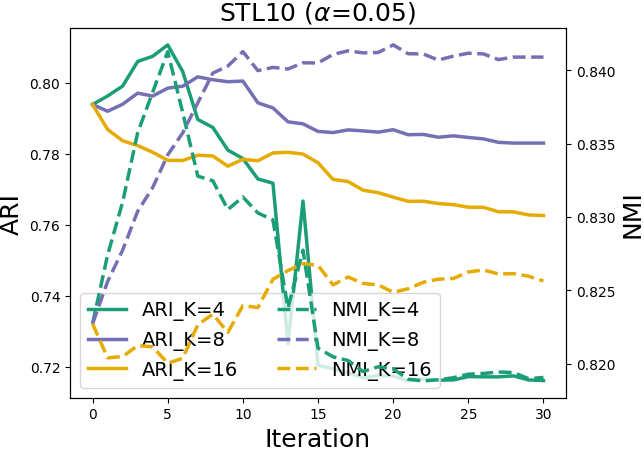 STL10 (α=0.05)
ARI
0.80
0.78
0.76
0.74
0.72
0.840
0.835
0.830
0.825
0.820
NMI
ARI_K=4 NMI_K=4
ARI_K=8 NMI_K=8
ARI_K=16 NMI_K=16
0 5 10 15 20 25 30
Iteration